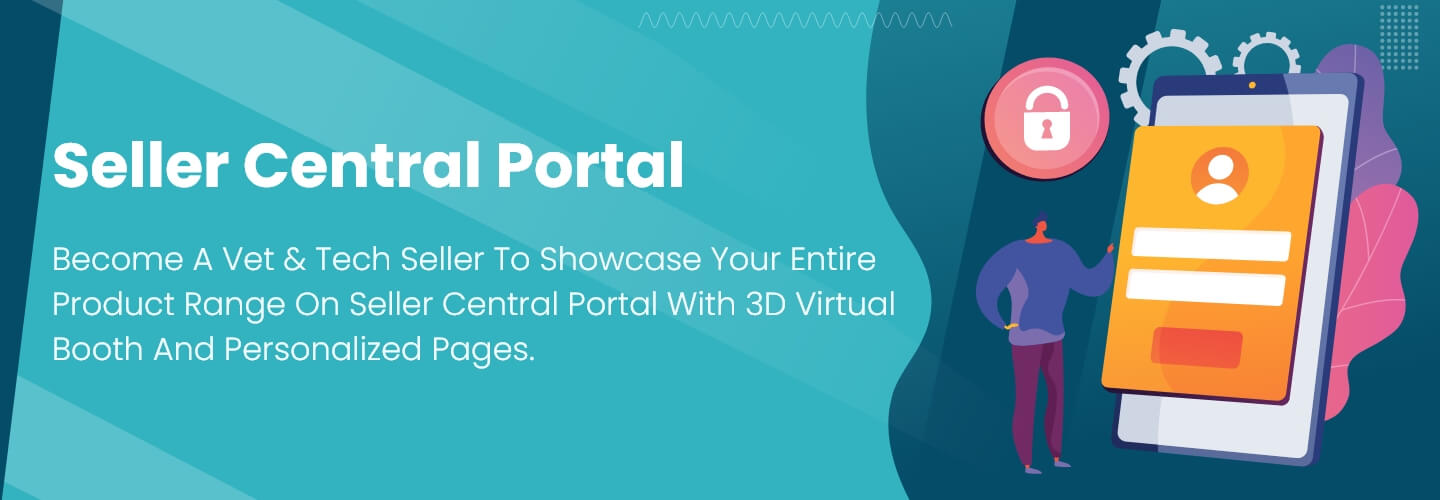 Seller Central Portal
Become A Vet & Tech Seller To Showcase Your Entire
Product Range On Seller Central Portal With 3D Virtual
Booth And Personalized Pages.